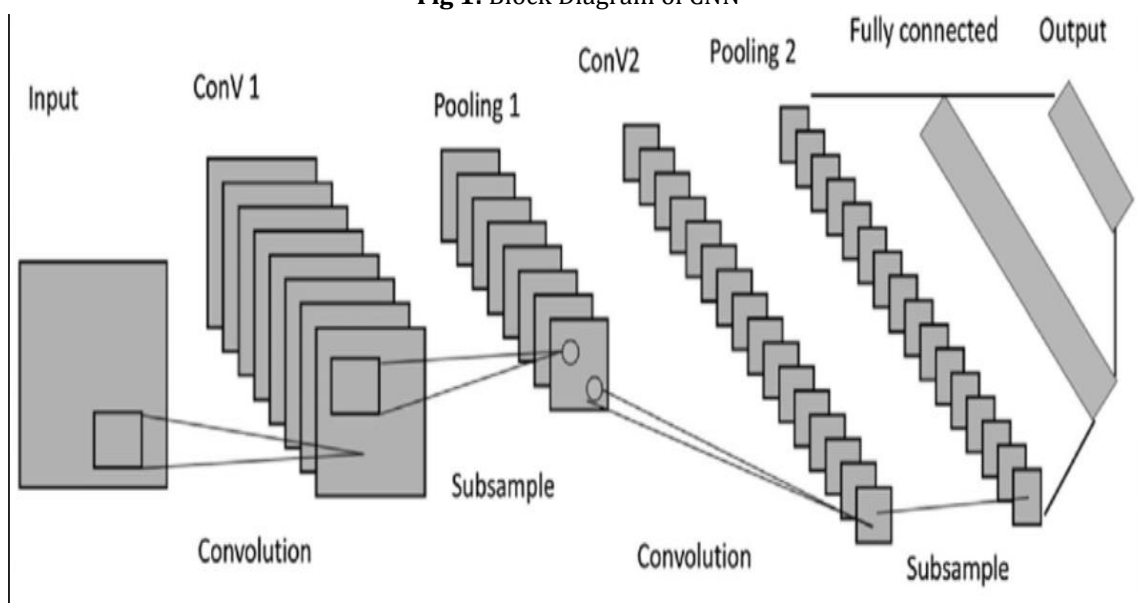 Fig 1: Block Diagram of CNN
Input
ConV 1
Pooling 1
ConV2
Pooling 2
Fully connected
Output
Convolution
Subsample
Convolution
Subsample